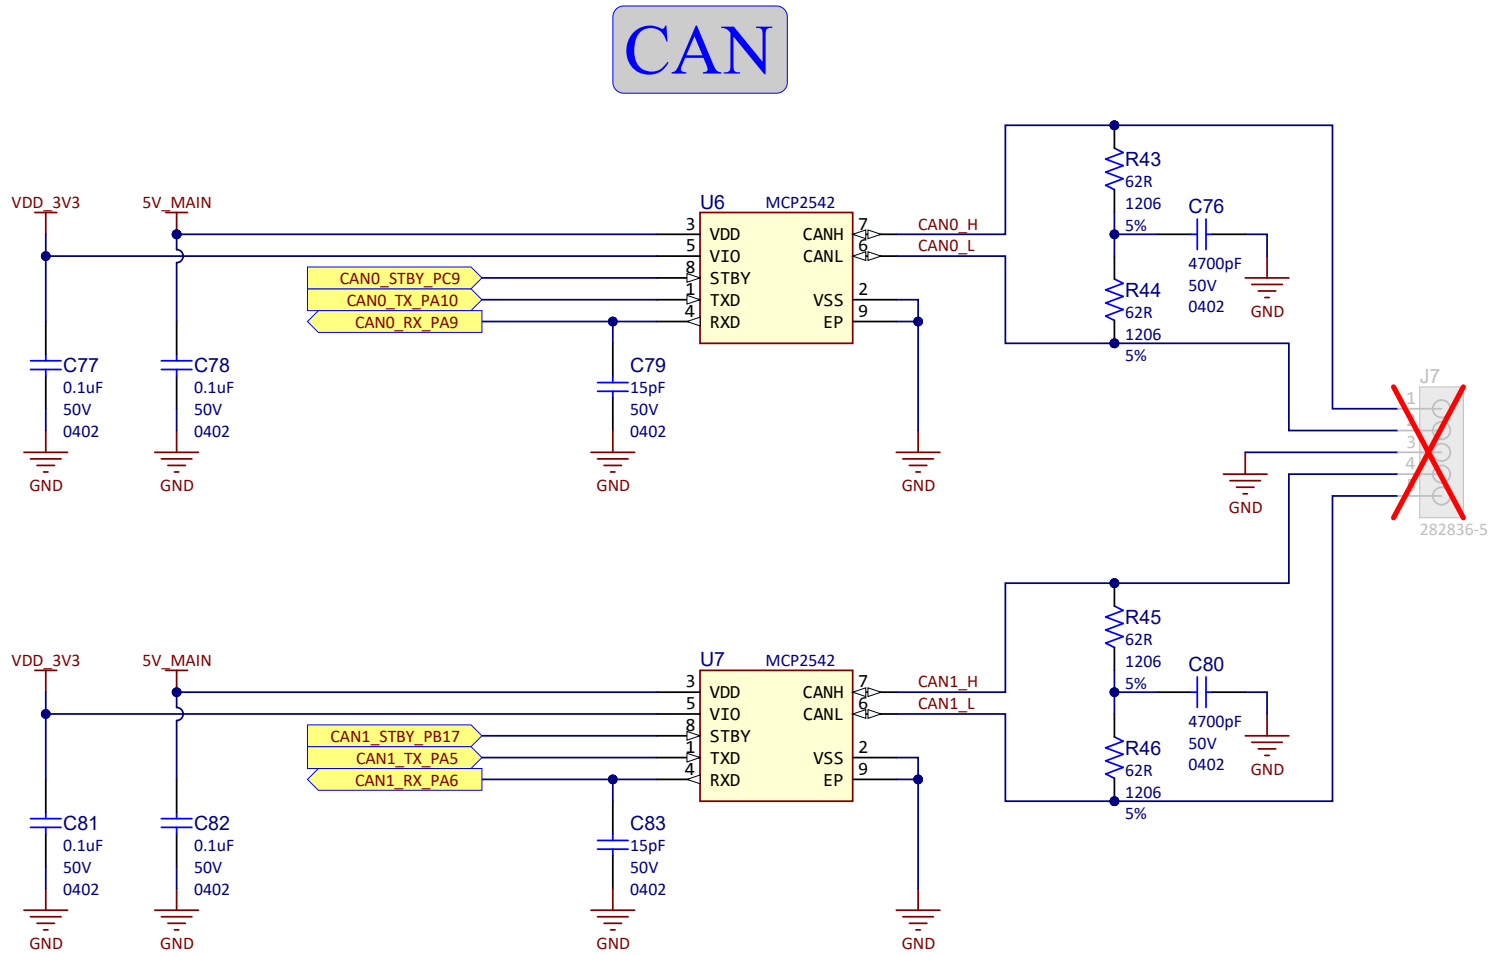 CAN
VDD_3V3
5V_MAIN
U6
MCP2542
3
VDD
5
VIO
8
STBY
1
TXD
4
RXD
CANH
7
CANL
6
VSS
2
EP
9
CAN0_STBY_PC9
CAN0_TX_PA10
CAN0_RX_PA9
CAN0_H
CAN0_L
R43
62R
1206
5%
C76
4700pF
50V
0402
GND
R44
62R
1206
5%
C77
0.1uF
50V
0402
GND
C78
0.1uF
50V
0402
GND
C79
15pF
50V
0402
GND
GND
J7
1
3
4
282836-5
GND
VDD_3V3
5V_MAIN
U7
MCP2542
3
VDD
5
VIO
8
STBY
1
TXD
4
RXD
CANH
7
CANL
6
VSS
2
EP
9
CAN1_STBY_PB17
CAN1_TX_PA5
CAN1_RX_PA6
CAN1_H
CAN1_L
R45
62R
1206
5%
C80
4700pF
50V
0402
GND
R46
62R
1206
5%
C81
0.1uF
50V
0402
GND
C82
0.1uF
50V
0402
GND
C83
15pF
50V
0402
GND
GND